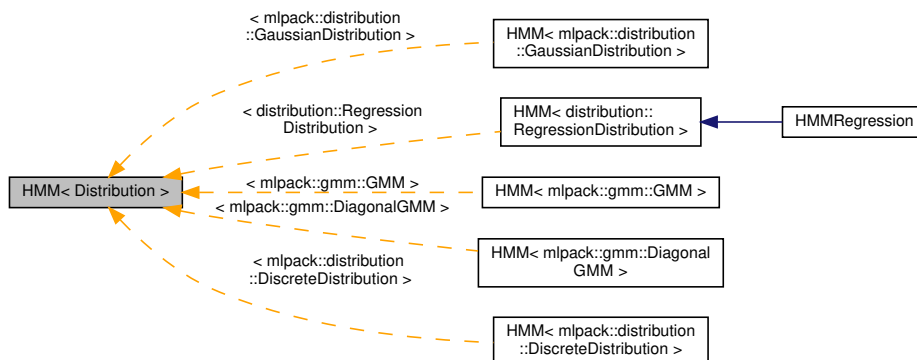 < mlpack::distribution
::GaussianDistribution >
HMM< mlpack::distribution
::GaussianDistribution >
< distribution::Regression
Distribution >
HMM< distribution::
RegressionDistribution >
HMMRegression
HMM< Distribution >
< mlpack::gmm::GMM >
HMM< mlpack::gmm::GMM >
< mlpack::gmm::DiagonalGMM >
HMM< mlpack::gmm::Diagonal
GMM >
< mlpack::distribution
::DiscreteDistribution >
HMM< mlpack::distribution
::DiscreteDistribution >